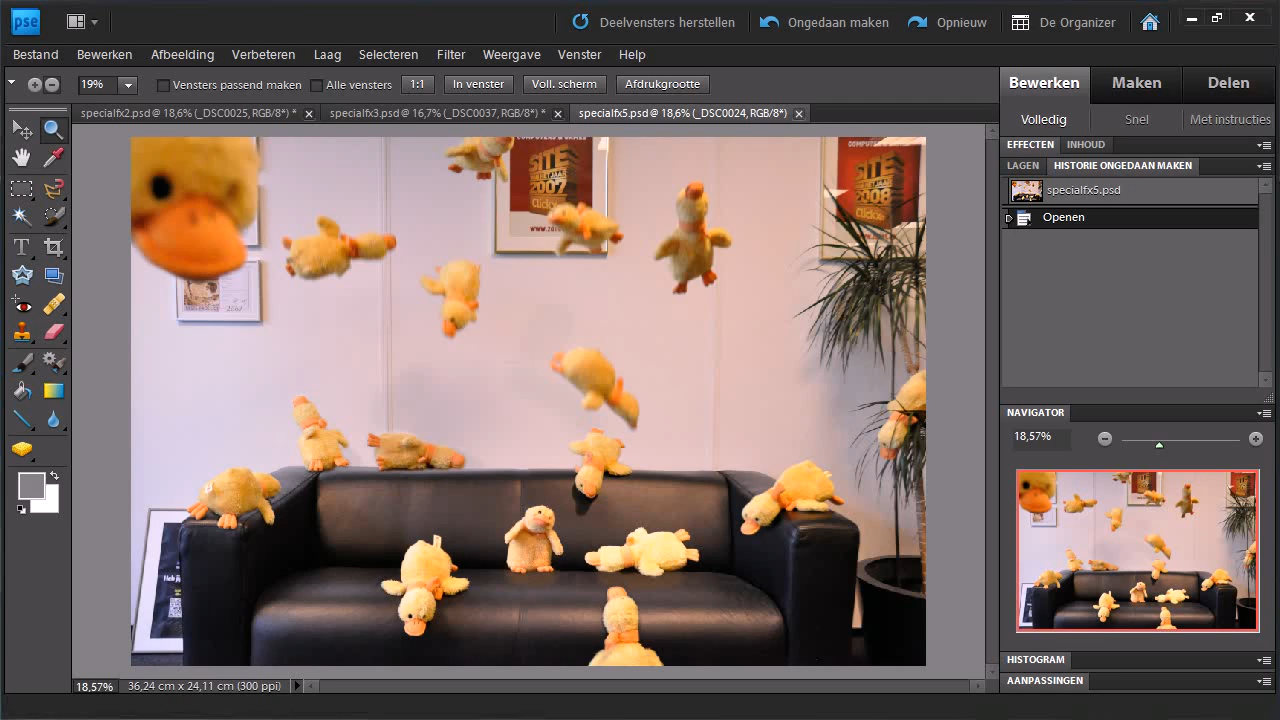 pse
Deelvensters herstellen
Ongedaan maken
Opnieuw
De Organizer
Bestand Bewerken Afbeelding Verbeteren Laag Selecteren Filter Weergave Venster Help
19% Vensters passend maken Alle vensters 1:1 In venster Voll. scherm Afdrukgrootte
Bewerken Maken Delen
specialfx2.psd @ 18,6% (_DSC0025, RGB/8*) *
specialfx3.psd @ 16,7% (_DSC0037, RGB/8*) *
specialfx5.psd @ 18,6% (_DSC0024, RGB/8*)
Volledig Snel Met instructies
EFFECTEN INHOUD
LAGEN HISTORIE ONGEDAAN MAKEN
specialfx5.psd
Openen
SITE
2007
SITE
2008
T
NAVIGATOR
18,57%
HISTOGRAM
AANPASSINGEN
18,57% 36,24 cm x 24,11 cm (300 ppi)